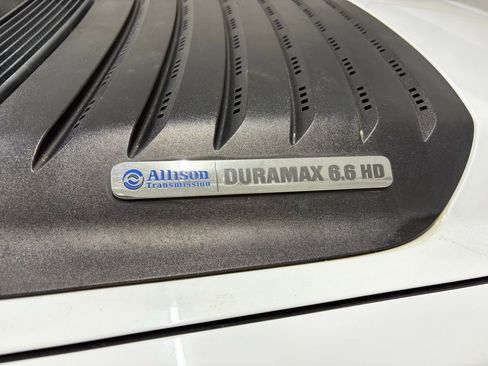 Allison DURAMAX 6.6 HD
Transmission